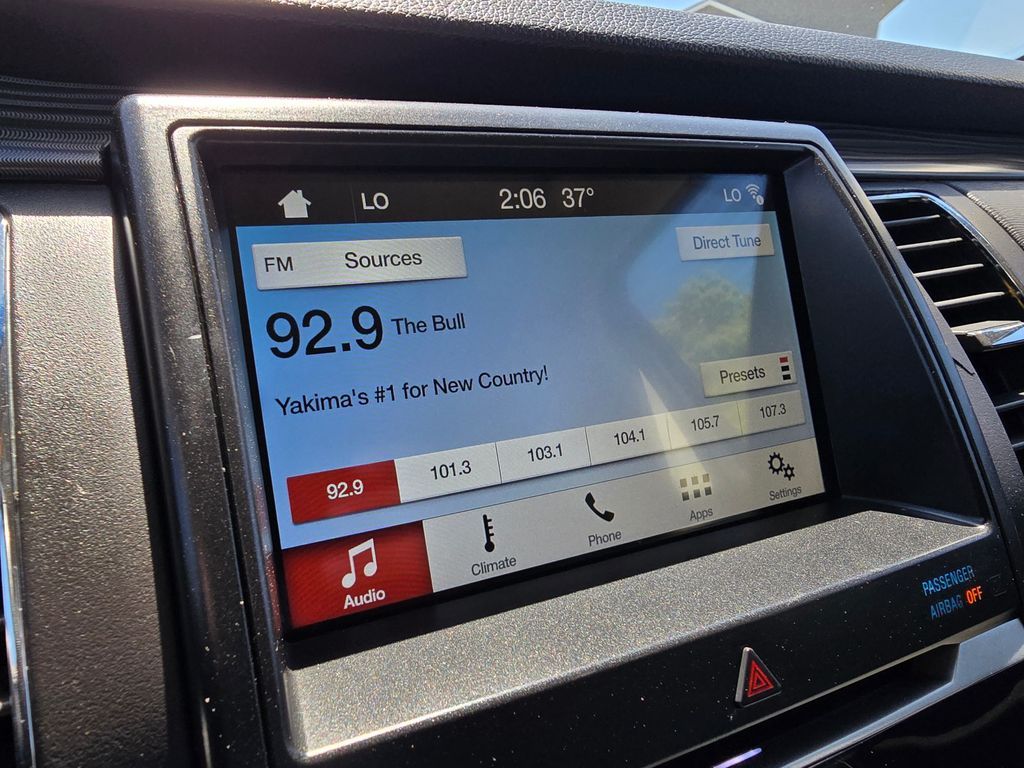 LO 2:06 37° LO
FM Sources Direct Tune
92.9 The Bull
Yakima's #1 for New Country!
Presets
92.9 101.3 103.1 104.1 105.7 107.3
Audio Climate Phone Apps Settings
PASSENGER
AIRBAG OFF